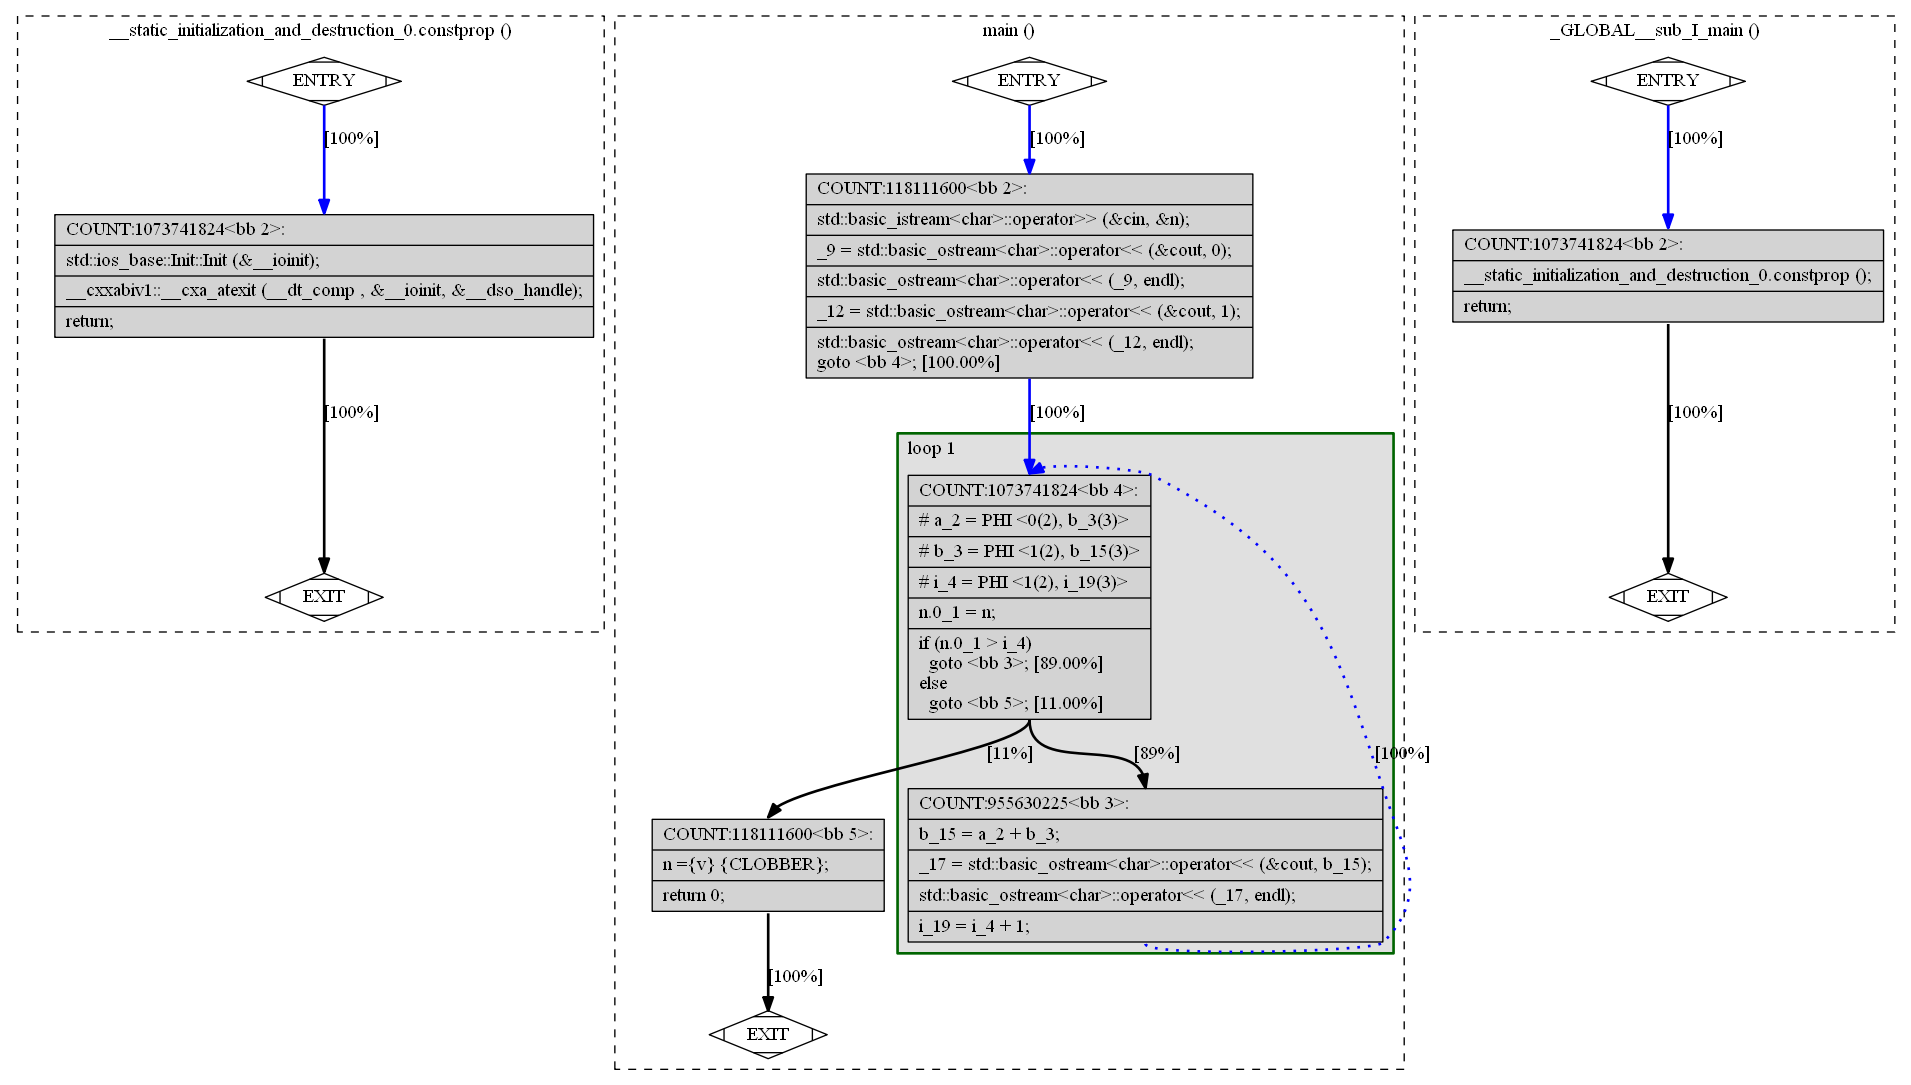 __static_initialization_and_destruction_0.constprop ()
ENTRY
[100%]
COUNT:1073741824<bb 2>:
std::ios_base::Init::Init (&__ioinit);
__cxxabiv1::__cxa_atexit (__dt_comp , &__ioinit, &__dso_handle);
return;
[100%]
EXIT
main ()
ENTRY
[100%]
COUNT:118111600<bb 2>:
std::basic_istream<char>::operator>> (&cin, &n);
_9 = std::basic_ostream<char>::operator<< (&cout, 0);
std::basic_ostream<char>::operator<< (_9, endl);
_12 = std::basic_ostream<char>::operator<< (&cout, 1);
std::basic_ostream<char>::operator<< (_12, endl);
goto <bb 4>; [100.00%]
[100%]
loop 1
COUNT:1073741824<bb 4>:
# a_2 = PHI <0(2), b_3(3)>
# b_3 = PHI <1(2), b_15(3)>
# i_4 = PHI <1(2), i_19(3)>
n.0_1 = n;
if (n.0_1 > i_4)
goto <bb 3>; [89.00%]
else
goto <bb 5>; [11.00%]
[11%]
[89%]
[100%]
COUNT:118111600<bb 5>:
n ={v} {CLOBBER};
return 0;
COUNT:955630225<bb 3>:
b_15 = a_2 + b_3;
_17 = std::basic_ostream<char>::operator<< (&cout, b_15);
std::basic_ostream<char>::operator<< (_17, endl);
i_19 = i_4 + 1;
[100%]
EXIT
_GLOBAL__sub_I_main ()
ENTRY
[100%]
COUNT:1073741824<bb 2>:
__static_initialization_and_destruction_0.constprop ();
return;
[100%]
EXIT